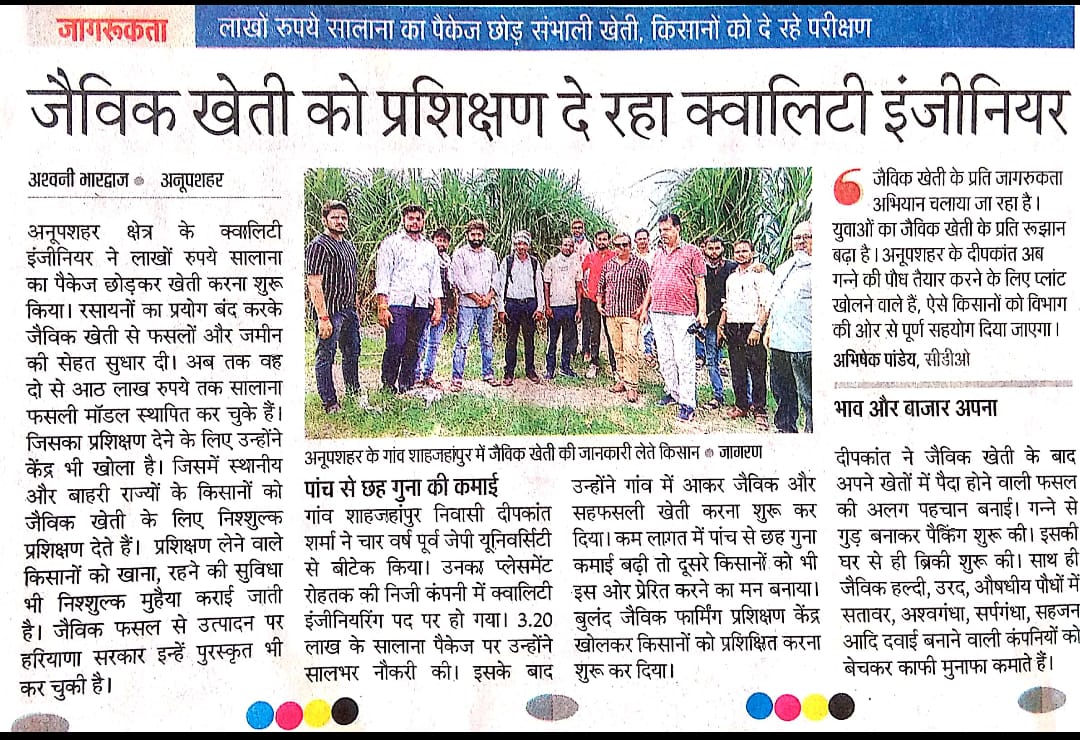 जागरूकता
लाखों रुपये सालाना का पैकेज छोड़ संभाली खेती, किसानों को दे रहे परीक्षण
जैविक खेती को प्रशिक्षण दे रहा क्वालिटी इंजीनियर
अश्वनी भारद्वाज ● अनूपशहर
अनूपशहर क्षेत्र के क्वालिटी
इंजीनियर ने लाखों रुपये सालाना
का पैकेज छोड़कर खेती करना शुरू
किया। रसायनों का प्रयोग बंद करके
जैविक खेती से फसलों और जमीन
की सेहत सुधार दी। अब तक वह
दो से आठ लाख रुपये तक सालाना
फसली मॉडल स्थापित कर चुके हैं।
जिसका प्रशिक्षण देने के लिए उन्होंने
केंद्र भी खोला है। जिसमें स्थानीय
और बाहरी राज्यों के किसानों को
जैविक खेती के लिए निश्शुल्क
प्रशिक्षण देते हैं। प्रशिक्षण लेने वाले
किसानों को खाना, रहने की सुविधा
भी निश्शुल्क मुहैया कराई जाती
है। जैविक फसल से उत्पादन पर
हरियाणा सरकार इन्हें पुरस्कृत भी
कर चुकी है।
अनूपशहर के गांव शाहजहांपुर में जैविक खेती की जानकारी लेते किसान ● जागरण
पांच से छह गुना की कमाई
गांव शाहजहांपुर निवासी दीपकांत
शर्मा ने चार वर्ष पूर्व जेपी यूनिवर्सिटी
से बीटेक किया। उनका प्लेसमेंट
रोहतक की निजी कंपनी में क्वालिटी
इंजीनियरिंग पद पर हो गया। 3.20
लाख के सालाना पैकेज पर उन्होंने
सालभर नौकरी की। इसके बाद
उन्होंने गांव में आकर जैविक और
सहफसली खेती करना शुरू कर
दिया। कम लागत में पांच से छह गुना
कमाई बढ़ी तो दूसरे किसानों को भी
इस ओर प्रेरित करने का मन बनाया।
बुलंद जैविक फार्मिंग प्रशिक्षण केंद्र
खोलकर किसानों को प्रशिक्षित करना
शुरू कर दिया।
जैविक खेती के प्रति जागरुकता
अभियान चलाया जा रहा है।
युवाओं का जैविक खेती के प्रति रूझान
बढ़ा है। अनूपशहर के दीपकांत अब
गन्ने की पौध तैयार करने के लिए प्लांट
खोलने वाले हैं, ऐसे किसानों को विभाग
की ओर से पूर्ण सहयोग दिया जाएगा।
अभिषेक पांडेय, सीडीओ
भाव और बाजार अपना
दीपकांत ने जैविक खेती के बाद
अपने खेतों में पैदा होने वाली फसल
की अलग पहचान बनाई। गन्ने से
गुड़ बनाकर पैकिंग शुरू की। इसकी
घर से ही ब्रिकी शुरू की। साथ ही
जैविक हल्दी, उरद, औषधीय पौधों में
सतावर, अश्वगंधा, सर्पगंधा, सहजन
आदि दवाई बनाने वाली कंपनियों को
बेचकर काफी मुनाफा कमाते हैं।